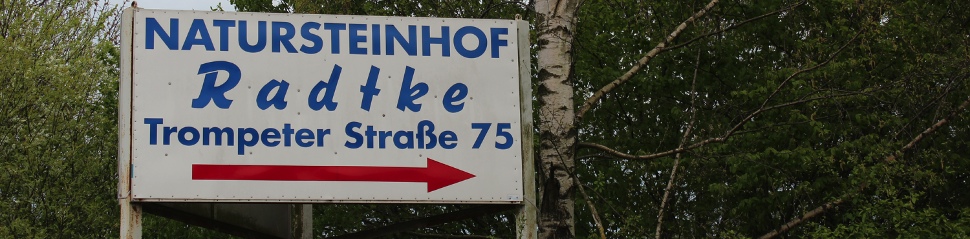 NATURSTEINHOF
Radtke
Trompeter Straße 75